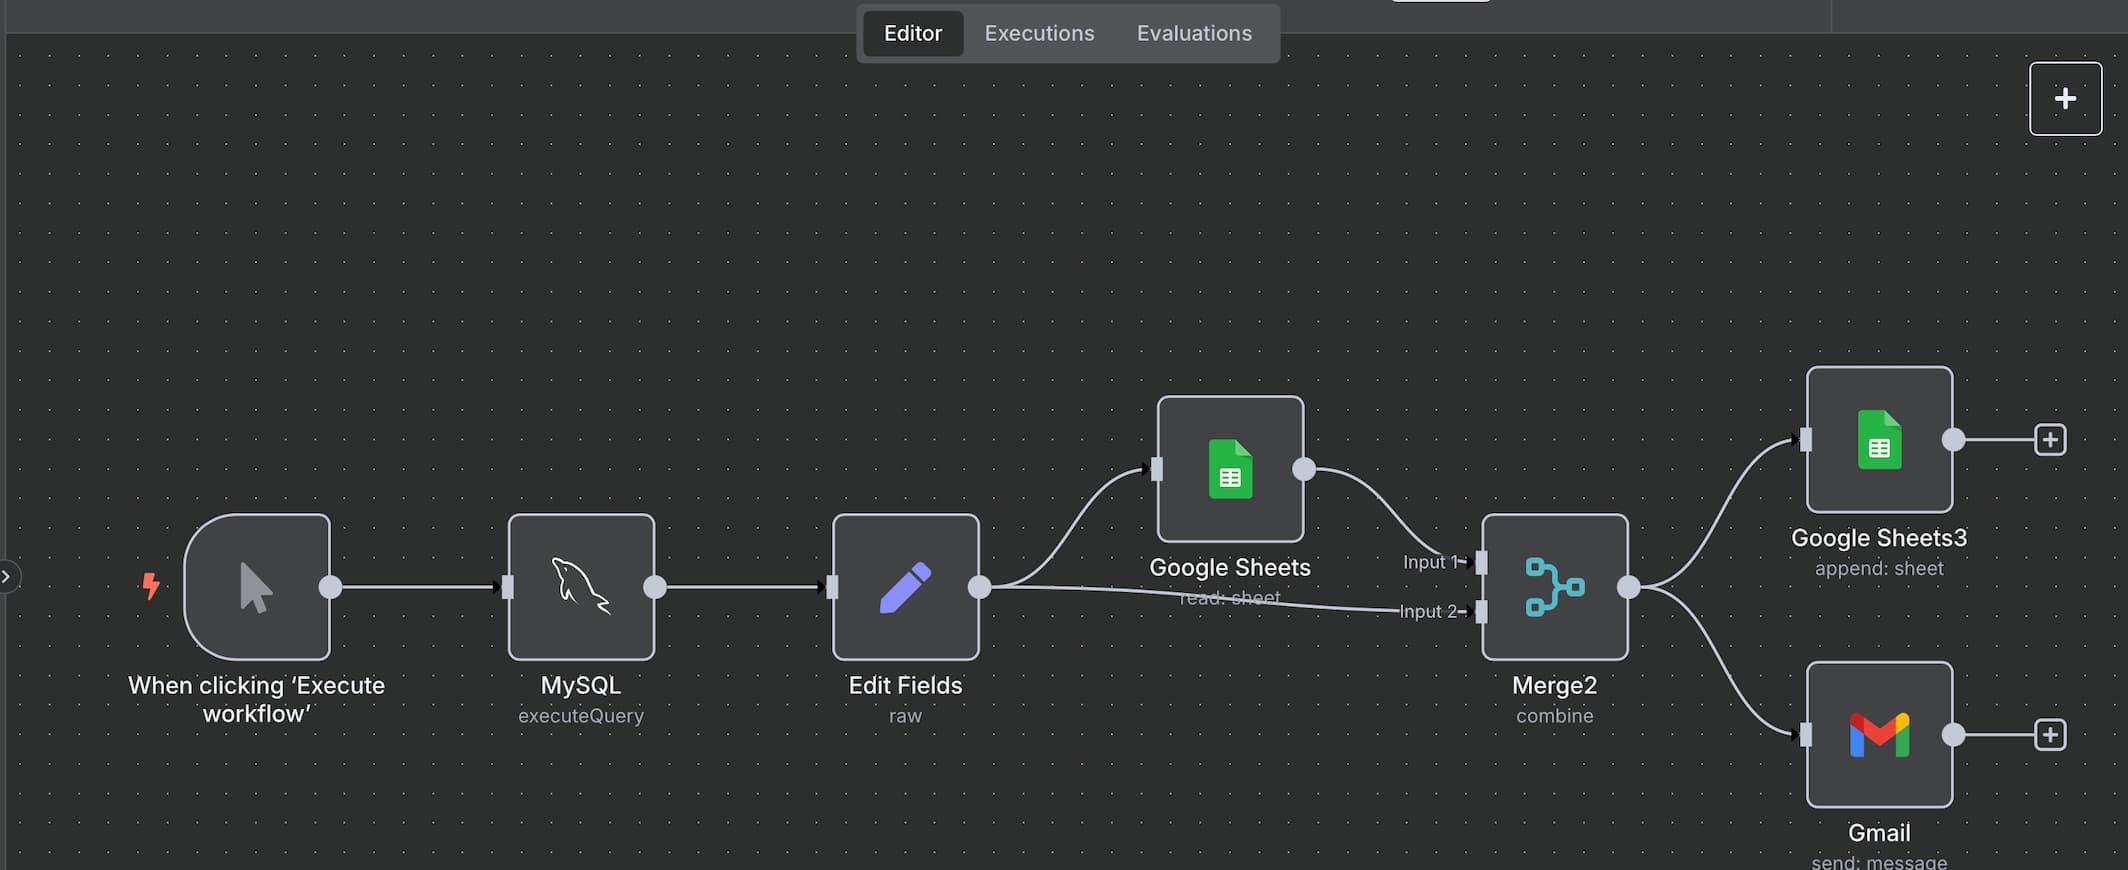 Editor Executions Evaluations
When clicking ‘Execute
workflow’
MySQL
executeQuery
Edit Fields
raw
Google Sheets
read: sheet
Input 1
Input 2
Merge2
combine
Google Sheets3
append: sheet
Gmail
send: message